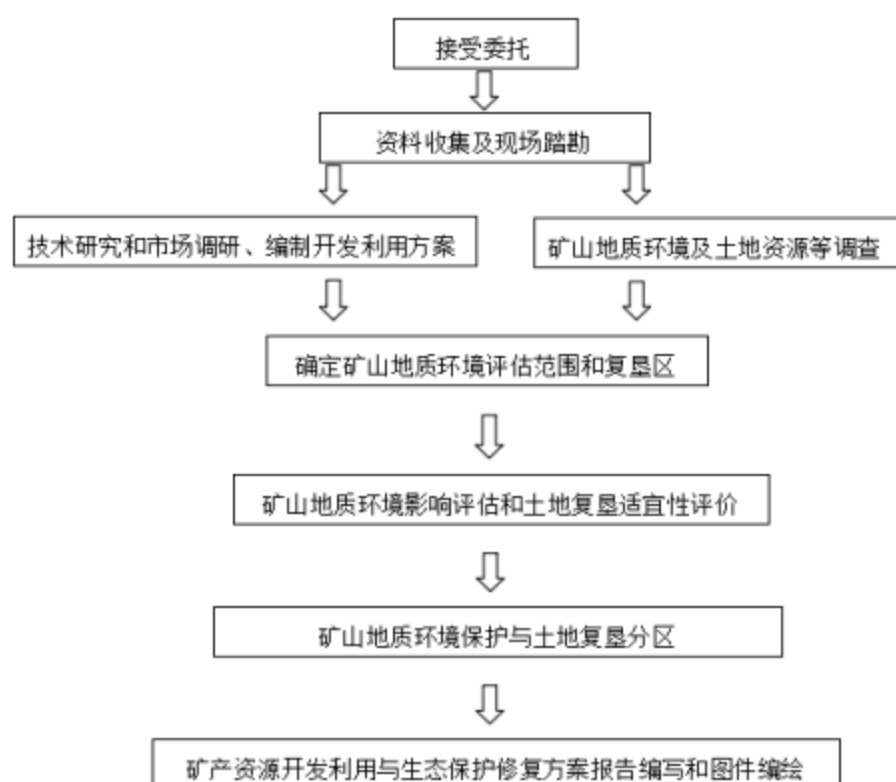 接受委托
资料收集及现场踏勘
技术研究和市场调研、编制开发利用方案
矿山地质环境及土地资源等调查
确定矿山地质环境评估范围和复垦区
矿山地质环境影响评估和土地复垦适宜性评价
矿山地质环境保护与土地复垦分区
矿产资源开发利用与生态保护修复方案报告编写和图件编绘